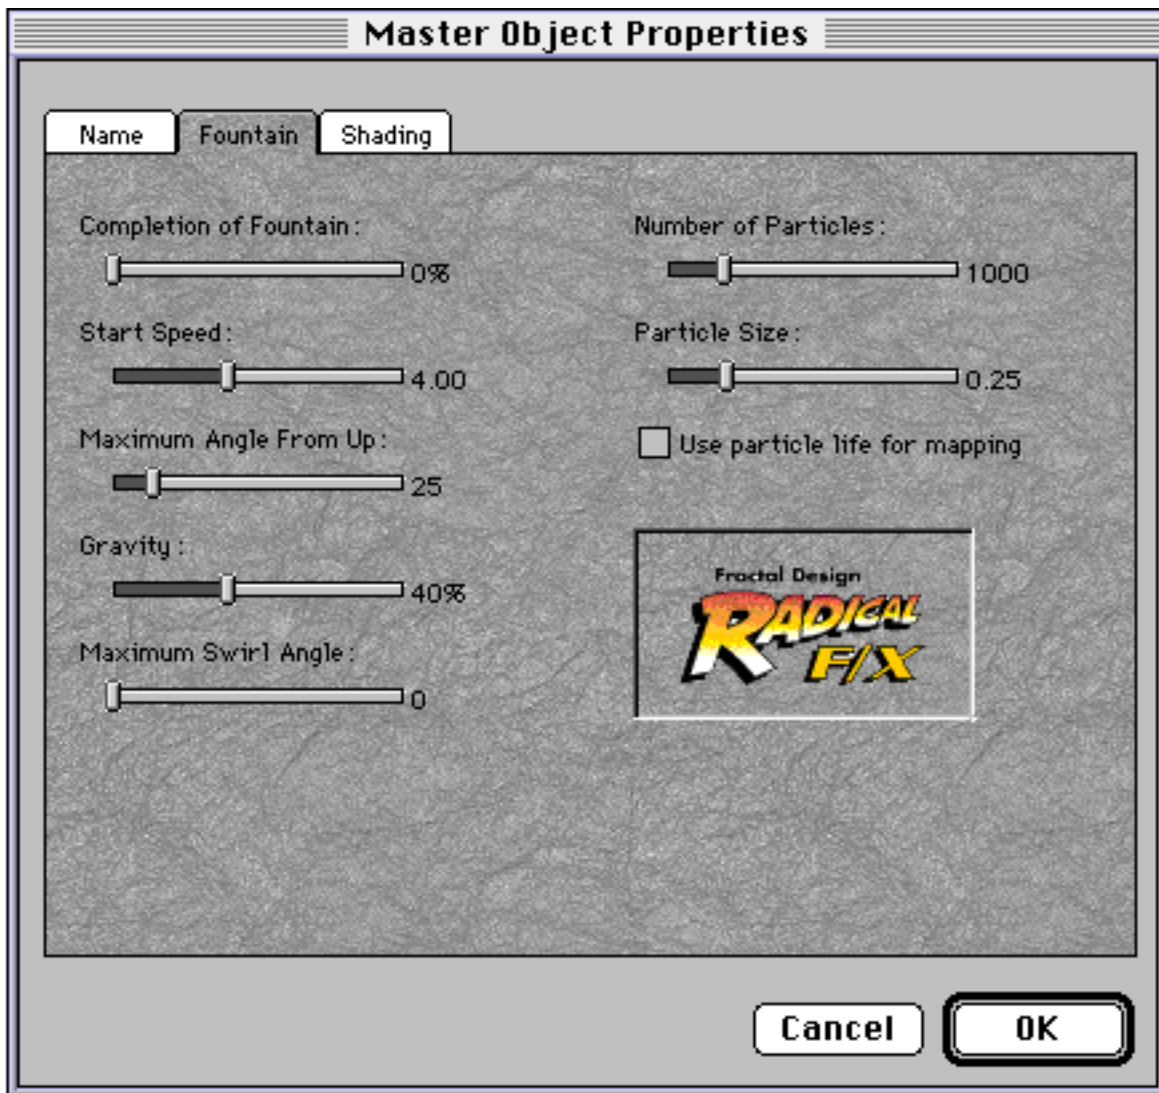 Master Object Properties
Name Fountain Shading
Completion of Fountain:
0%
Start Speed:
4.00
Maximum Angle From Up:
25
Gravity:
40%
Maximum Swirl Angle:
0
Number of Particles:
1000
Particle Size:
0.25
Use particle life for mapping
Fractal Design
RADICAL
F/X
Cancel OK